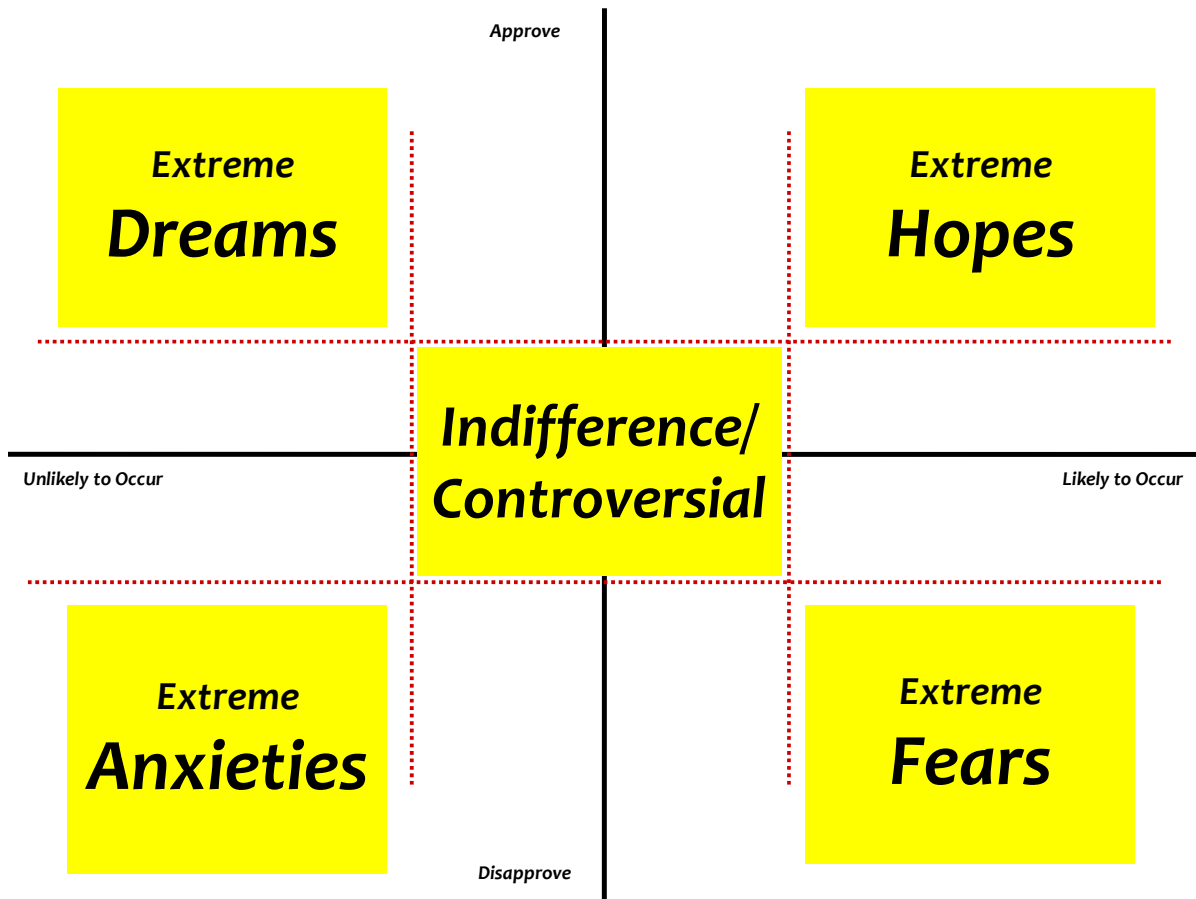 Approve
Extreme
Dreams
Extreme
Hopes
Indifference/
Controversial
Unlikely to Occur
Likely to Occur
Extreme
Anxieties
Extreme
Fears
Disapprove